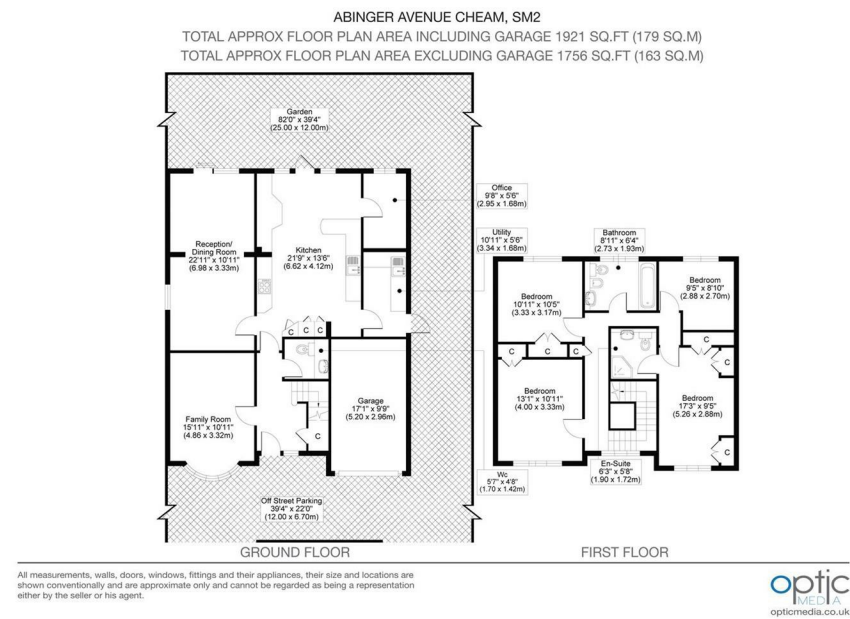 ABINGER AVENUE CHEAM, SM2
TOTAL APPROX FLOOR PLAN AREA INCLUDING GARAGE 1921 SQ.FT (179 SQ.M)
TOTAL APPROX FLOOR PLAN AREA EXCLUDING GARAGE 1756 SQ.FT (163 SQ.M)
Garden
82'0" x 39'4"
(25.00 x 12.00m)
Office
9'8" x 5'6"
(2.95 x 1.68m)
Utility
10'11" x 5'6"
(3.34 x 1.68m)
Reception/
Dining Room
22'11" x 10'11"
(6.98 x 3.33m)
Kitchen
21'9" x 13'6"
(6.62 x 4.12m)
C
C
C
Family Room
15'11" x 10'11"
(4.86 x 3.32m)
Garage
17'1" x 9'9"
(5.20 x 2.96m)
C
Wc
5'7" x 4'8"
(1.70 x 1.42m)
Off Street Parking
39'4" x 22'0"
(12.00 x 6.70m)
GROUND FLOOR
Bathroom
8'11" x 6'4"
(2.73 x 1.93m)
Bedroom
10'11" x 10'5"
(3.33 x 3.17m)
Bedroom
9'5" x 8'10"
(2.88 x 2.70m)
C
C
C
C
C
Bedroom
13'1" x 10'11"
(4.00 x 3.33m)
Bedroom
17'3" x 9'5"
(5.26 x 2.88m)
C
En-Suite
6'3" x 5'8"
(1.90 x 1.72m)
FIRST FLOOR
All measurements, walls, doors, windows, fittings and their appliances, their size and locations are
shown conventionally and are approximate only and cannot be regarded as being a representation
either by the seller or his agent.
optic
MEDIA
opticmedia.co.uk